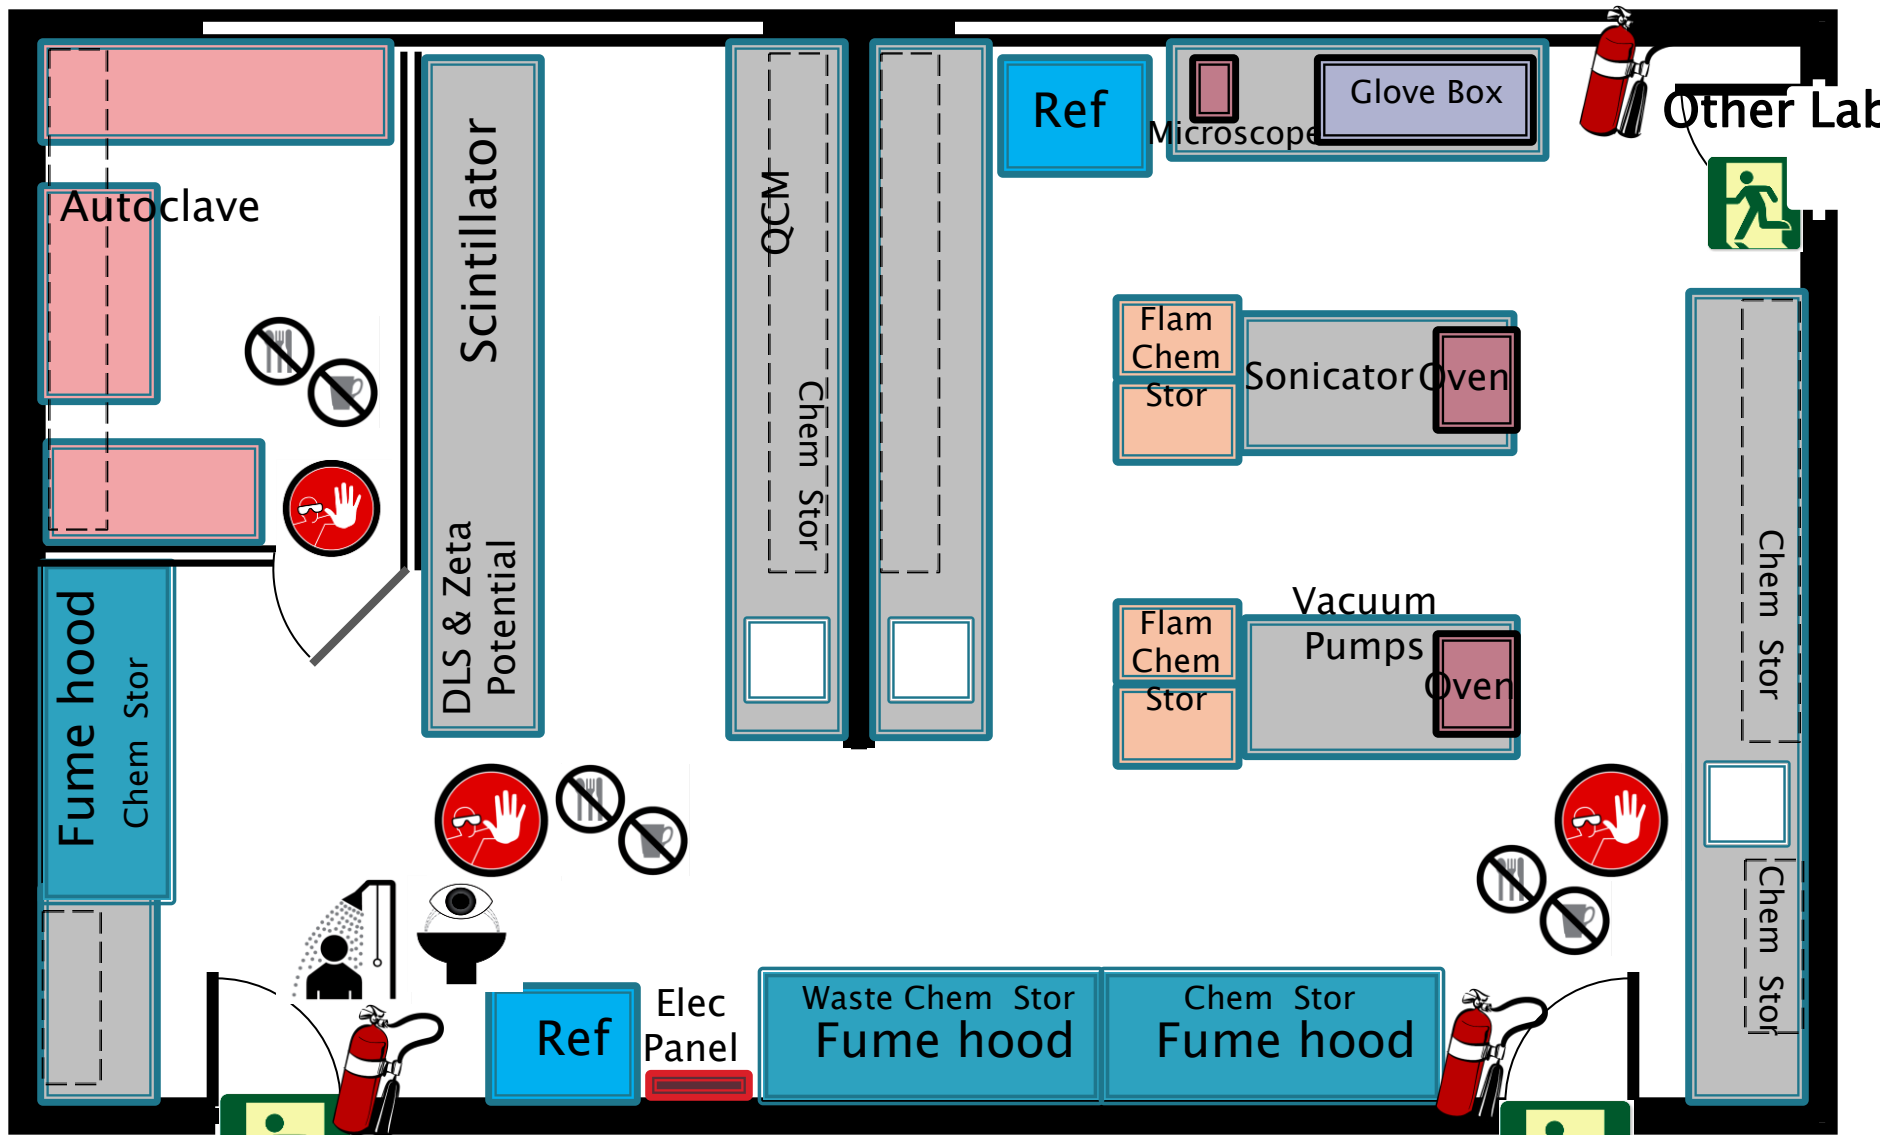 Ref
Glove Box
Microscope
Other Lab
Autoclave
Scintillator
QCM
Chem Stor
Flam
Chem
Stor
Sonicator
Oven
DLS & Zeta
Potential
Fume hood
Chem Stor
Flam
Chem
Stor
Vacuum
Pumps
Oven
Chem Stor
Chem Stor
Ref
Elec
Panel
Waste Chem Stor
Fume hood
Chem Stor
Fume hood